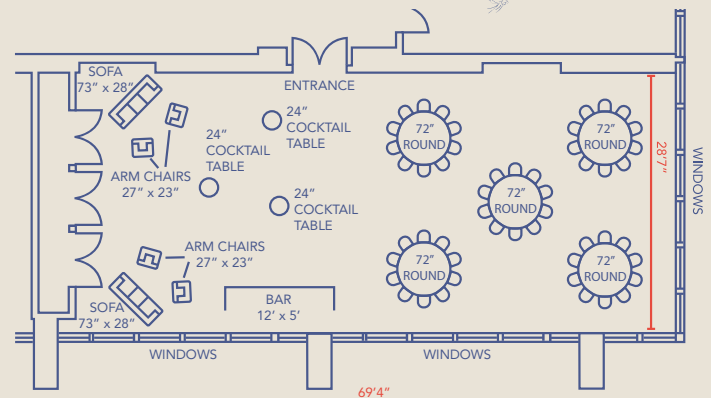 SOFA
73” x 28”
ENTRANCE
24”
COCKTAIL
TABLE
24”
COCKTAIL
TABLE
ARM CHAIRS
27” x 23”
24”
COCKTAIL
TABLE
72”
ROUND
72”
ROUND
72”
ROUND
72”
ROUND
72”
ROUND
28’7”
WINDOWS
ARM CHAIRS
27” x 23”
SOFA
73” x 28”
BAR
12’ x 5’
WINDOWS
WINDOWS
69’4”